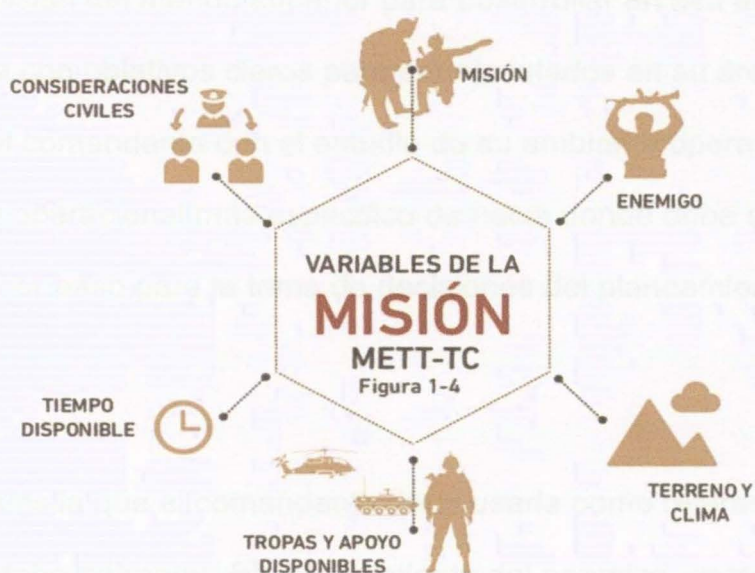 MISIÓN
CONSIDERACIONES
CIVILES
ENEMIGO
VARIABLES DE LA
MISIÓN
METT-TC
Figura 1-4
TIEMPO
DISPONIBLE
TERRENO Y
CLIMA
TROPAS Y APOYO
DISPONIBLES